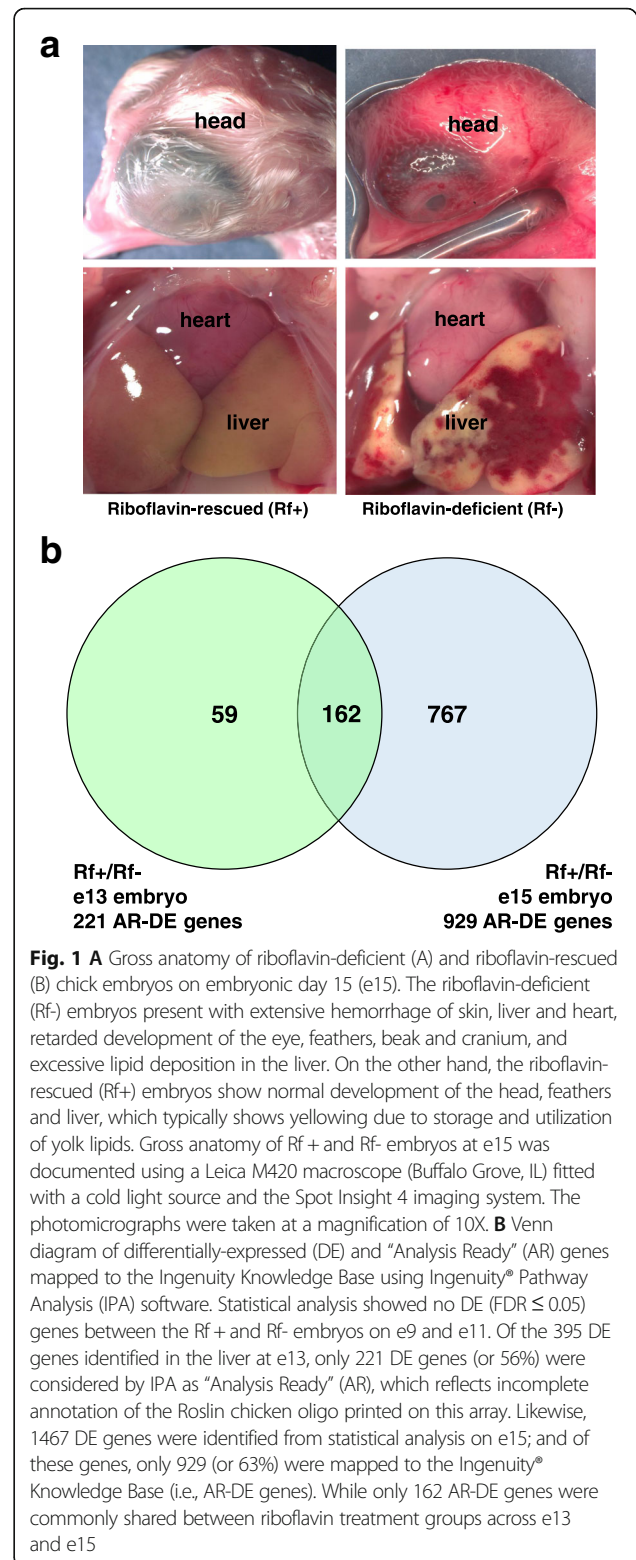 a
head
head
heart
heart
liver
liver
Riboflavin-rescued (Rf+)
Riboflavin-deficient (Rf-)
b
59
162
767
Rf+/Rf-
e13 embryo
221 AR-DE genes
Rf+/Rf-
e15 embryo
929 AR-DE genes
Fig. 1 A Gross anatomy of riboflavin-deficient (A) and riboflavin-rescued
(B) chick embryos on embryonic day 15 (e15). The riboflavin-deficient
(Rf-) embryos present with extensive hemorrhage of skin, liver and heart,
retarded development of the eye, feathers, beak and cranium, and
excessive lipid deposition in the liver. On the other hand, the riboflavin-
rescued (Rf+) embryos show normal development of the head, feathers
and liver, which typically shows yellowing due to storage and utilization
of yolk lipids. Gross anatomy of Rf + and Rf- embryos at e15 was
documented using a Leica M420 macroscope (Buffalo Grove, IL) fitted
with a cold light source and the Spot Insight 4 imaging system. The
photomicrographs were taken at a magnification of 10X. B Venn
diagram of differentially-expressed (DE) and “Analysis Ready” (AR) genes
mapped to the Ingenuity Knowledge Base using Ingenuity® Pathway
Analysis (IPA) software. Statistical analysis showed no DE (FDR ≤ 0.05)
genes between the Rf + and Rf- embryos on e9 and e11. Of the 395 DE
genes identified in the liver at e13, only 221 DE genes (or 56%) were
considered by IPA as “Analysis Ready” (AR), which reflects incomplete
annotation of the Roslin chicken oligo printed on this array. Likewise,
1467 DE genes were identified from statistical analysis on e15; and of
these genes, only 929 (or 63%) were mapped to the Ingenuity®
Knowledge Base (i.e., AR-DE genes). While only 162 AR-DE genes were
commonly shared between riboflavin treatment groups across e13
and e15